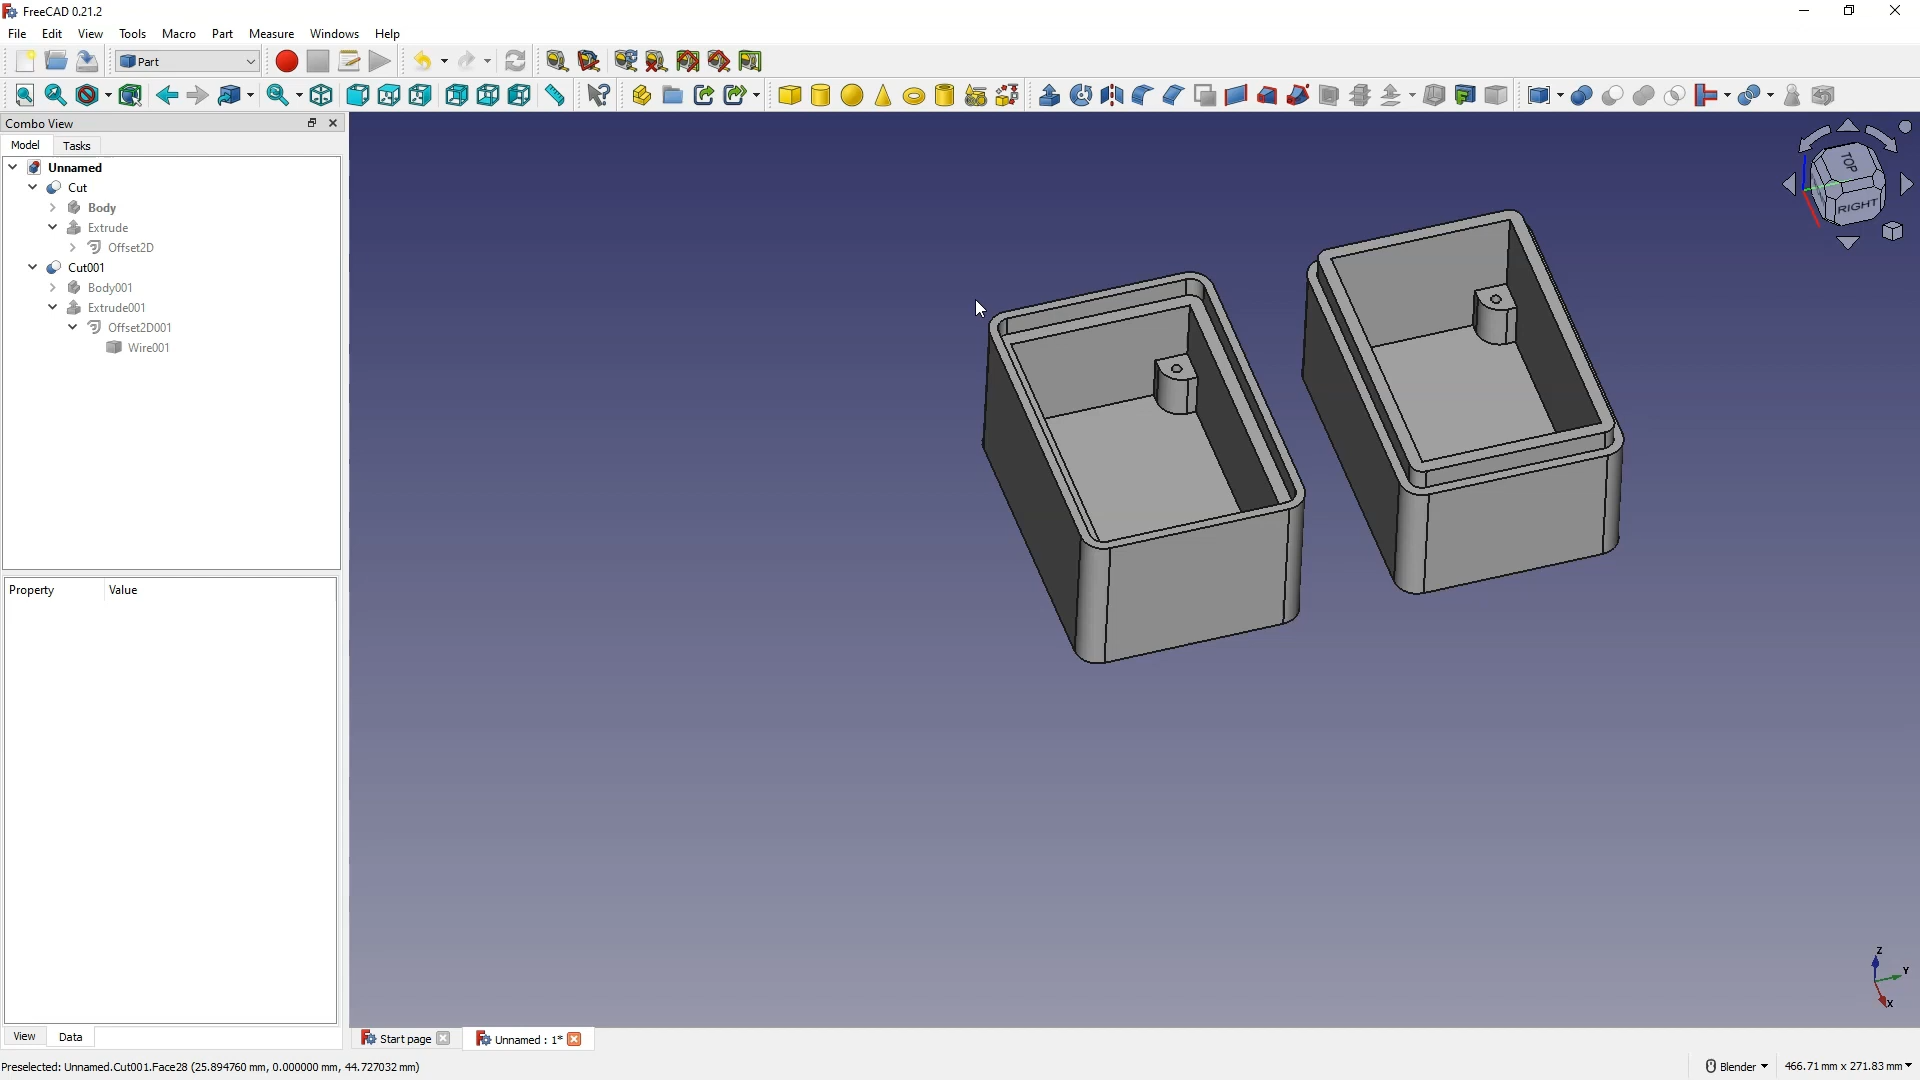 FreeCAD 0.21.2
File Edit View Tools Macro Part Measure Windows Help
Part
Combo View
Model Tasks
Unnamed
Cut
Body
Extrude
Offset2D
Cut001
Body001
Extrude001
Offset2D001
Wire001
TOP
RIGHT
Property Value
Z
Y
X
View Data
Start page Unnamed : 1*
Preselected: Unnamed.Cut001.Face28 (25.894760 mm, 0.000000 mm, 44.727032 mm) Blender 466.71 mm x 271.83 mm